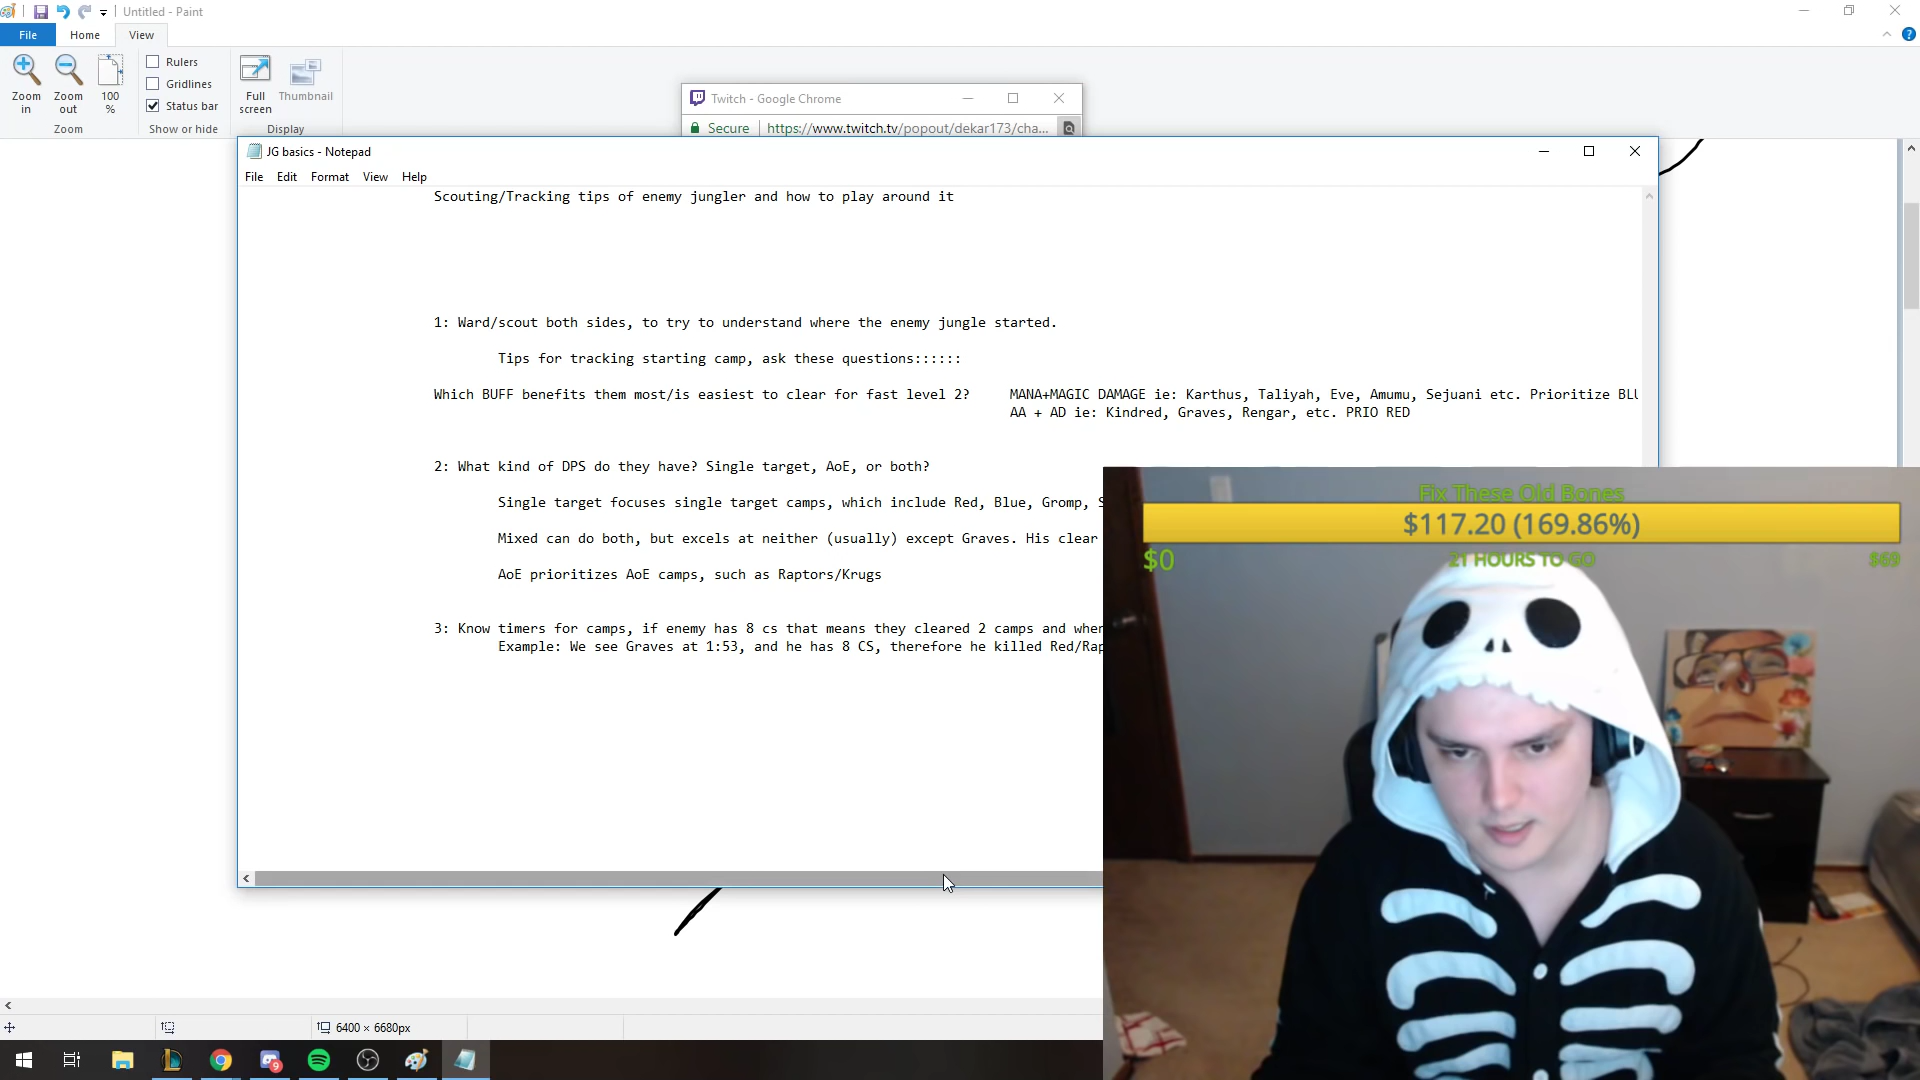 Untitled - Paint
File
Home
View
Zoom in
Zoom out
100 %
Rulers
Gridlines
Status bar
Full screen
Thumbnail
Zoom
Show or hide
Display
Twitch - Google Chrome
Secure
https://www.twitch.tv/popout/dekar173/cha...
JG basics - Notepad
File Edit Format View Help
Scouting/Tracking tips of enemy jungler and how to play around it
1: Ward/scout both sides, to try to understand where the enemy jungle started.
Tips for tracking starting camp, ask these questions::::::
Which BUFF benefits them most/is easiest to clear for fast level 2? MANA+MAGIC DAMAGE ie: Karthus, Taliyah, Eve, Amumu, Sejuani etc. Prioritize BLU
AA + AD ie: Kindred, Graves, Rengar, etc. PRIO RED
2: What kind of DPS do they have? Single target, AoE, or both?
Single target focuses single target camps, which include Red, Blue, Gromp, S
Mixed can do both, but excels at neither (usually) except Graves. His clear
AoE prioritizes AoE camps, such as Raptors/Krugs
3: Know timers for camps, if enemy has 8 cs that means they cleared 2 camps and when
Example: We see Graves at 1:53, and he has 8 CS, therefore he killed Red/Rap
Fix These Old Bones
$117.20 (169.86%)
$0
21 HOURS TO GO
$69
6400 × 6680px
9